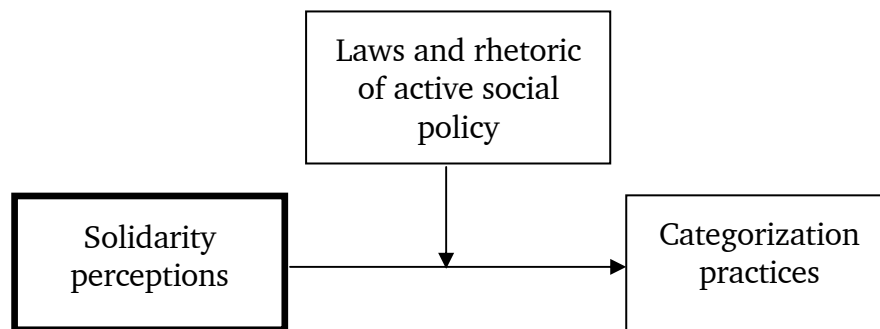 Laws and rhetoric
of active social
policy
Solidarity
perceptions
Categorization
practices